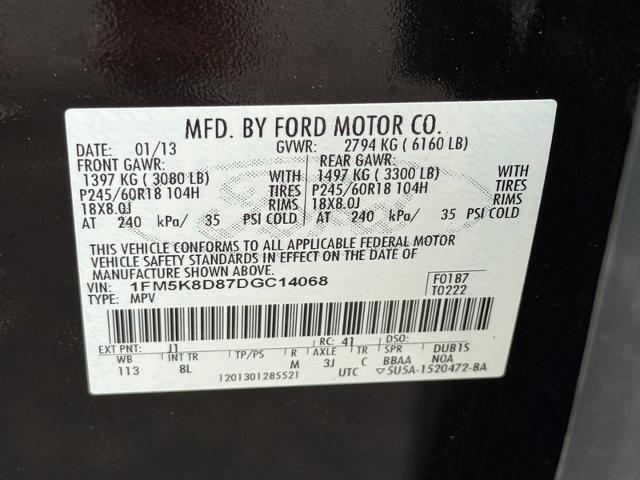 MFD. BY FORD MOTOR CO.
DATE: 01/13 GVWR: 2794 KG ( 6160 LB)
FRONT GAWR: REAR GAWR:
1397 KG ( 3080 LB) WITH 1497 KG ( 3300 LB) WITH
P245/60R18 104H TIRES P245/60R18 104H TIRES
18X8.0J RIMS 18X8.0J RIMS
AT 240 kPa/ 35 PSI COLD AT 240 kPa/ 35 PSI COLD
THIS VEHICLE CONFORMS TO ALL APPLICABLE FEDERAL MOTOR
VEHICLE SAFETY STANDARDS IN EFFECT ON THE DATE OF
MANUFACTURE SHOWN ABOVE.
VIN: 1FM5K8D87DGC14068 F0187
TYPE: MPV T0222
EXT PNT: J1 RC: 41 DUB1S
WB INT TR TP/PS R AXLE TR SPR
113 8L M 3J C BBAA N0A
1201301285521 UTC ▽5U5A-1520472-BA